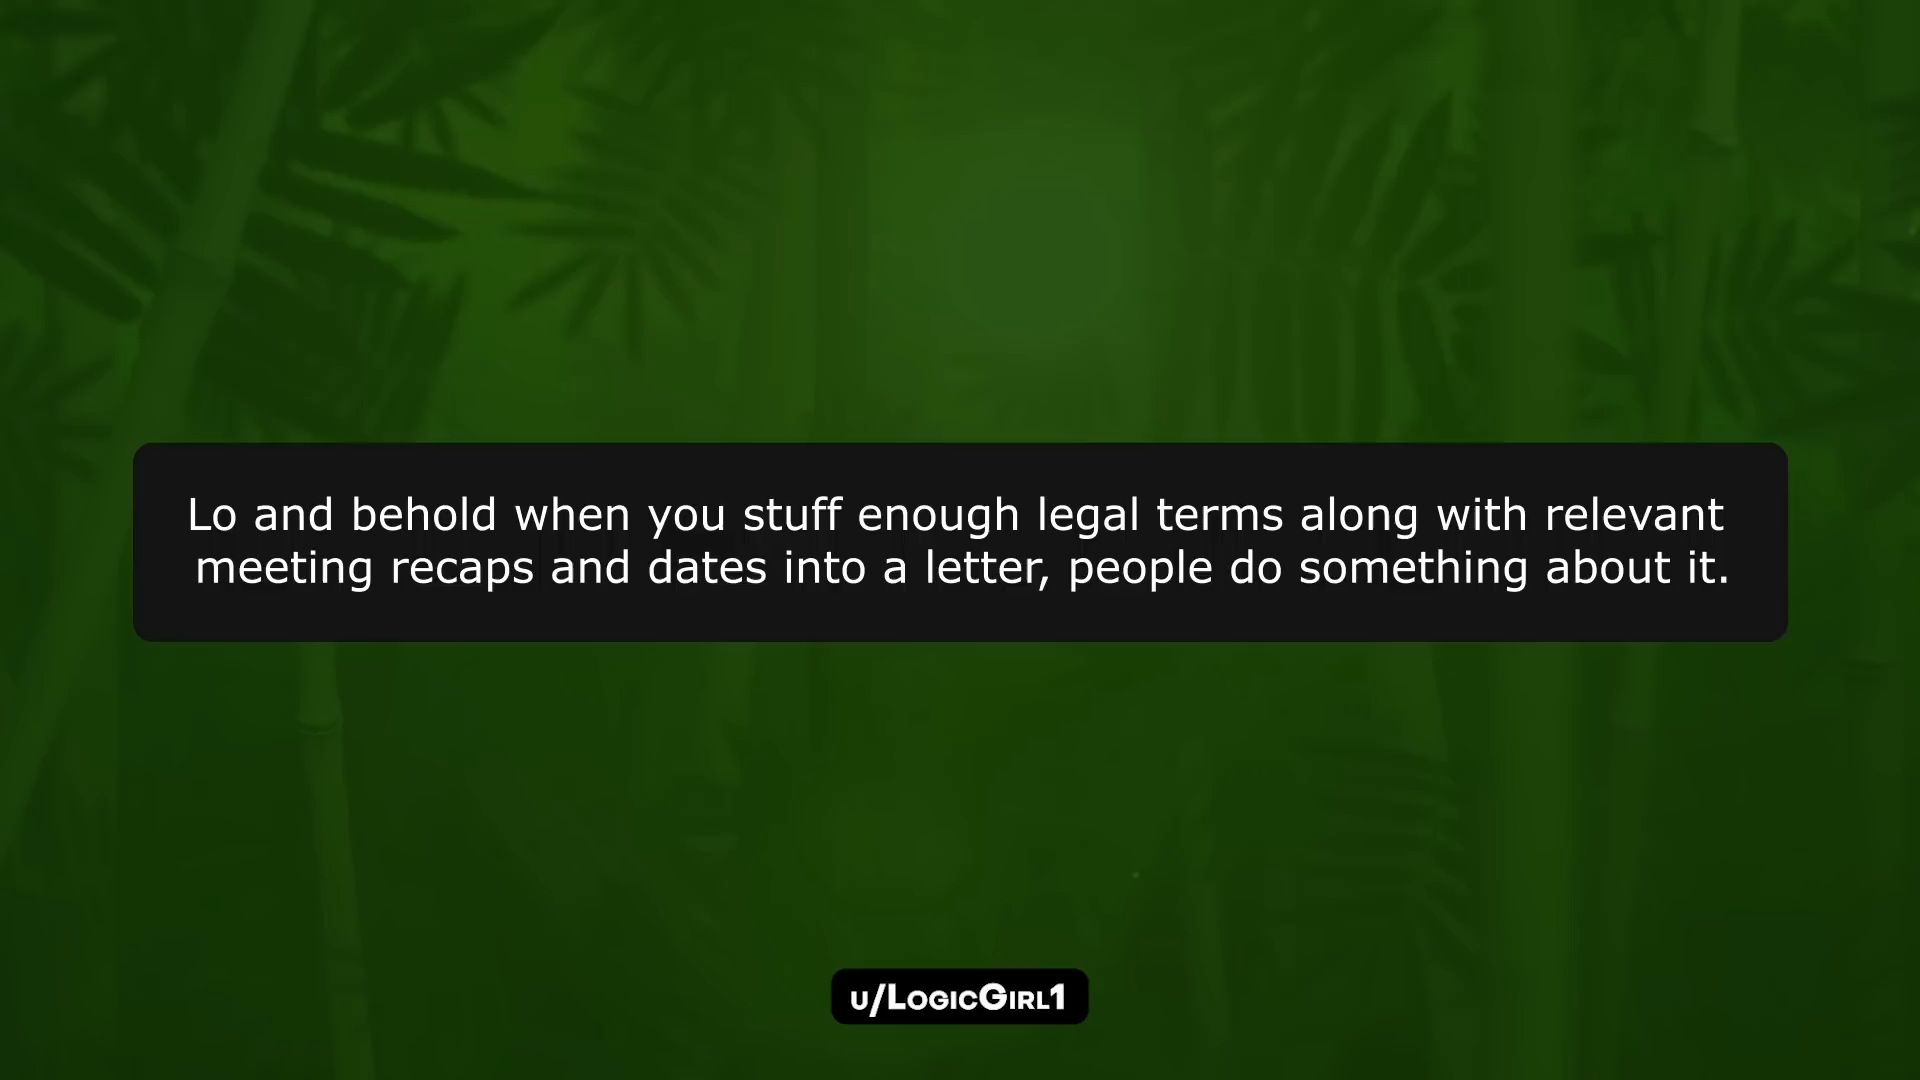 Lo and behold when you stuff enough legal terms along with relevant
meeting recaps and dates into a letter, people do something about it.
u/LogicGirl1